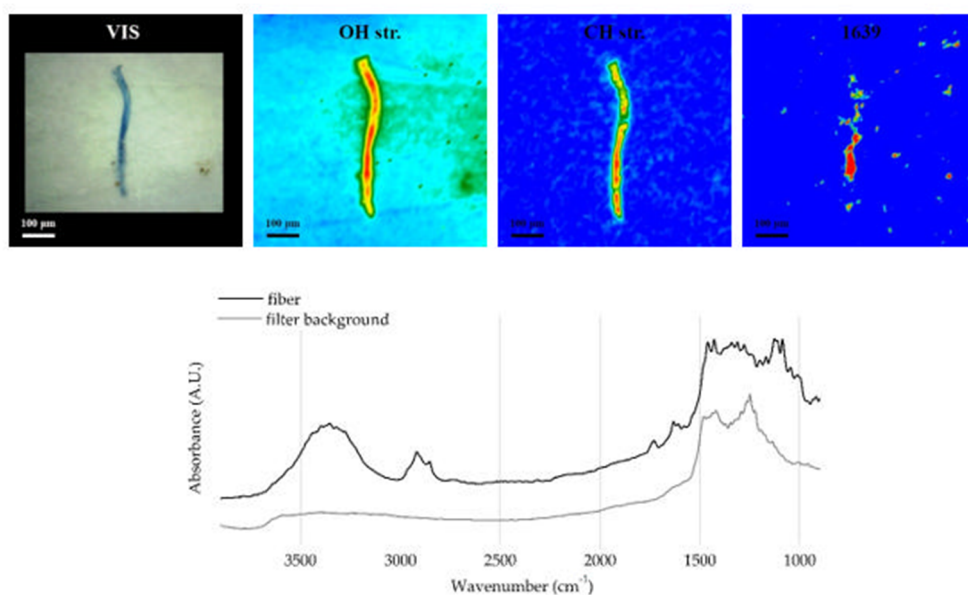 VIS
OH str.
CH str.
1639
100 μm
100 μm
100 μm
100 μm
fiber
filter background
Absorbance (A.U.)
3500
3000
2500
2000
1500
1000
Wavenumber (cm⁻¹)